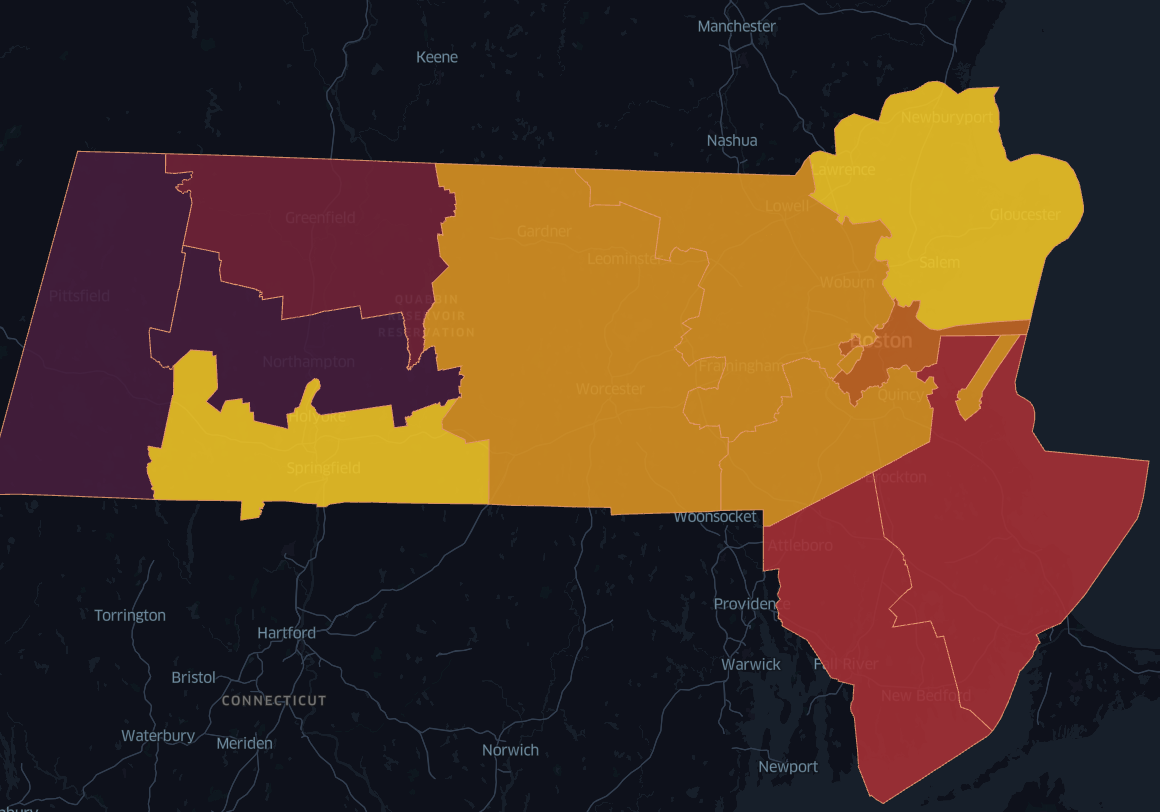 Manchester
Keene
Newburyport
Nashua
Lawrence
Lowell
Gloucester
Greenfield
Gardner
Leominster
Salem
Woburn
Pittsfield
QUABBIN
RESERVOIR
RESERVATION
Boston
Northampton
Framingham
Worcester
Quincy
Holyoke
Springfield
ockton
Woonsocket
Attleboro
Providence
Torrington
Hartford
Warwick
Fall River
Bristol
CONNECTICUT
New Bedford
Waterbury
Meriden
Norwich
Newport
nbury